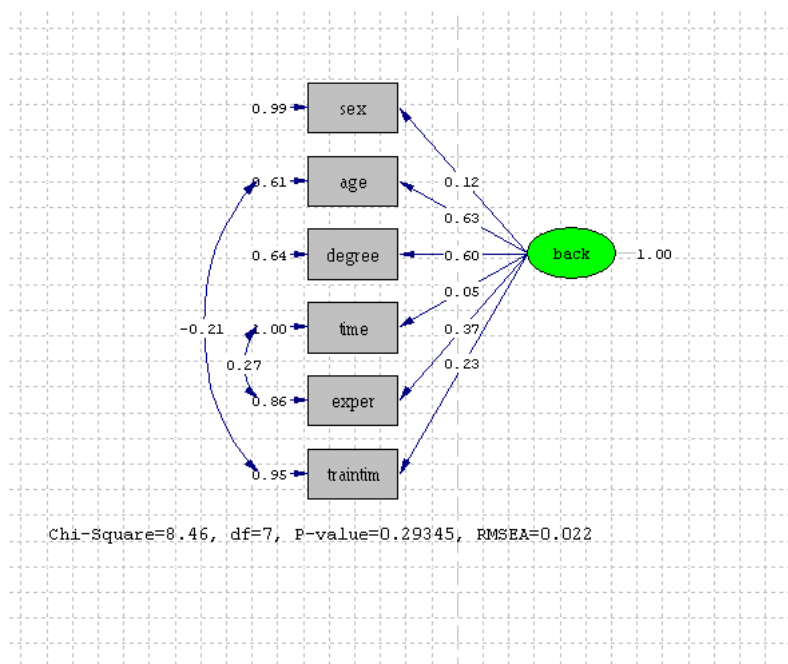 0.99 sex
0.61 age 0.12
0.63
0.64 degree 0.60 back 1.00
0.05
-0.21 1.00 time 0.37
0.27 0.23
0.86 exper
0.95 traintim
Chi-Square=8.46, df=7, P-value=0.29345, RMSEA=0.022